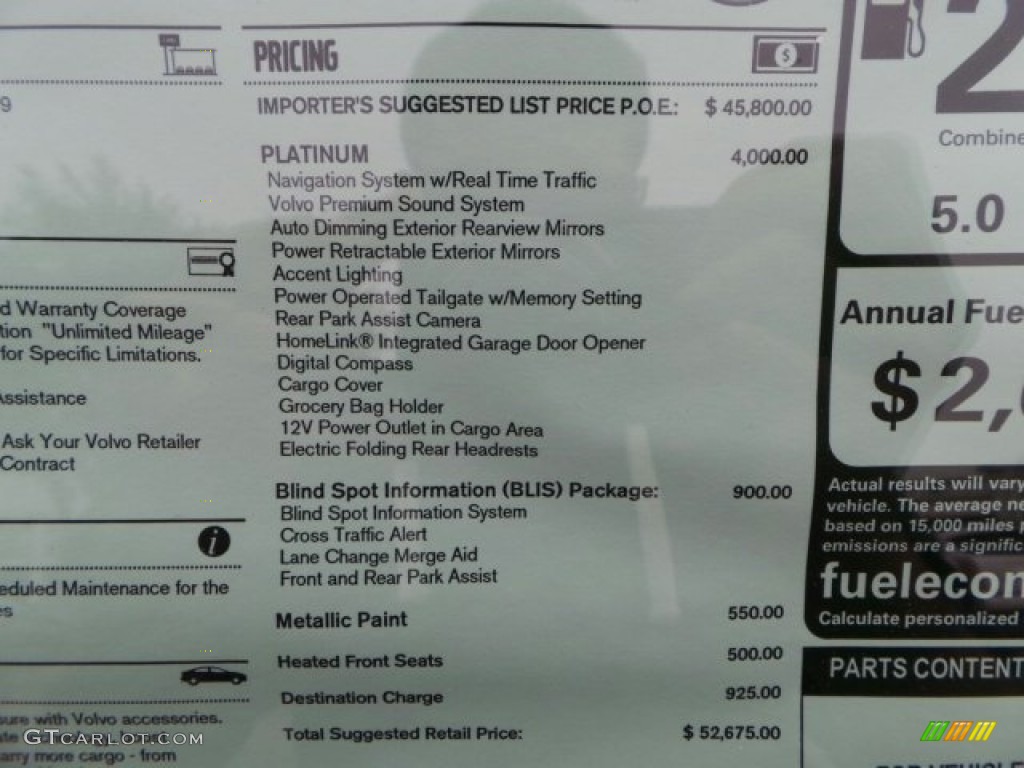 9
d Warranty Coverage
tion "Unlimited Mileage"
for Specific Limitations.
Assistance
Ask Your Volvo Retailer
Contract
i
eduled Maintenance for the
es
ure with Volvo accessories.
arry more cargo - from
GTCARLOT.COM
PRICING
$
IMPORTER'S SUGGESTED LIST PRICE P.O.E.: $ 45,800.00
PLATINUM 4,000.00
Navigation System w/Real Time Traffic
Volvo Premium Sound System
Auto Dimming Exterior Rearview Mirrors
Power Retractable Exterior Mirrors
Accent Lighting
Power Operated Tailgate w/Memory Setting
Rear Park Assist Camera
HomeLink® Integrated Garage Door Opener
Digital Compass
Cargo Cover
Grocery Bag Holder
12V Power Outlet in Cargo Area
Electric Folding Rear Headrests
Blind Spot Information (BLIS) Package: 900.00
Blind Spot Information System
Cross Traffic Alert
Lane Change Merge Aid
Front and Rear Park Assist
Metallic Paint 550.00
Heated Front Seats 500.00
Destination Charge 925.00
Total Suggested Retail Price: $ 52,675.00
2
Combine
5.0
Annual Fue
$2,
Actual results will vary
vehicle. The average ne
based on 15,000 miles p
emissions are a signific
fuelecon
Calculate personalized
PARTS CONTENT